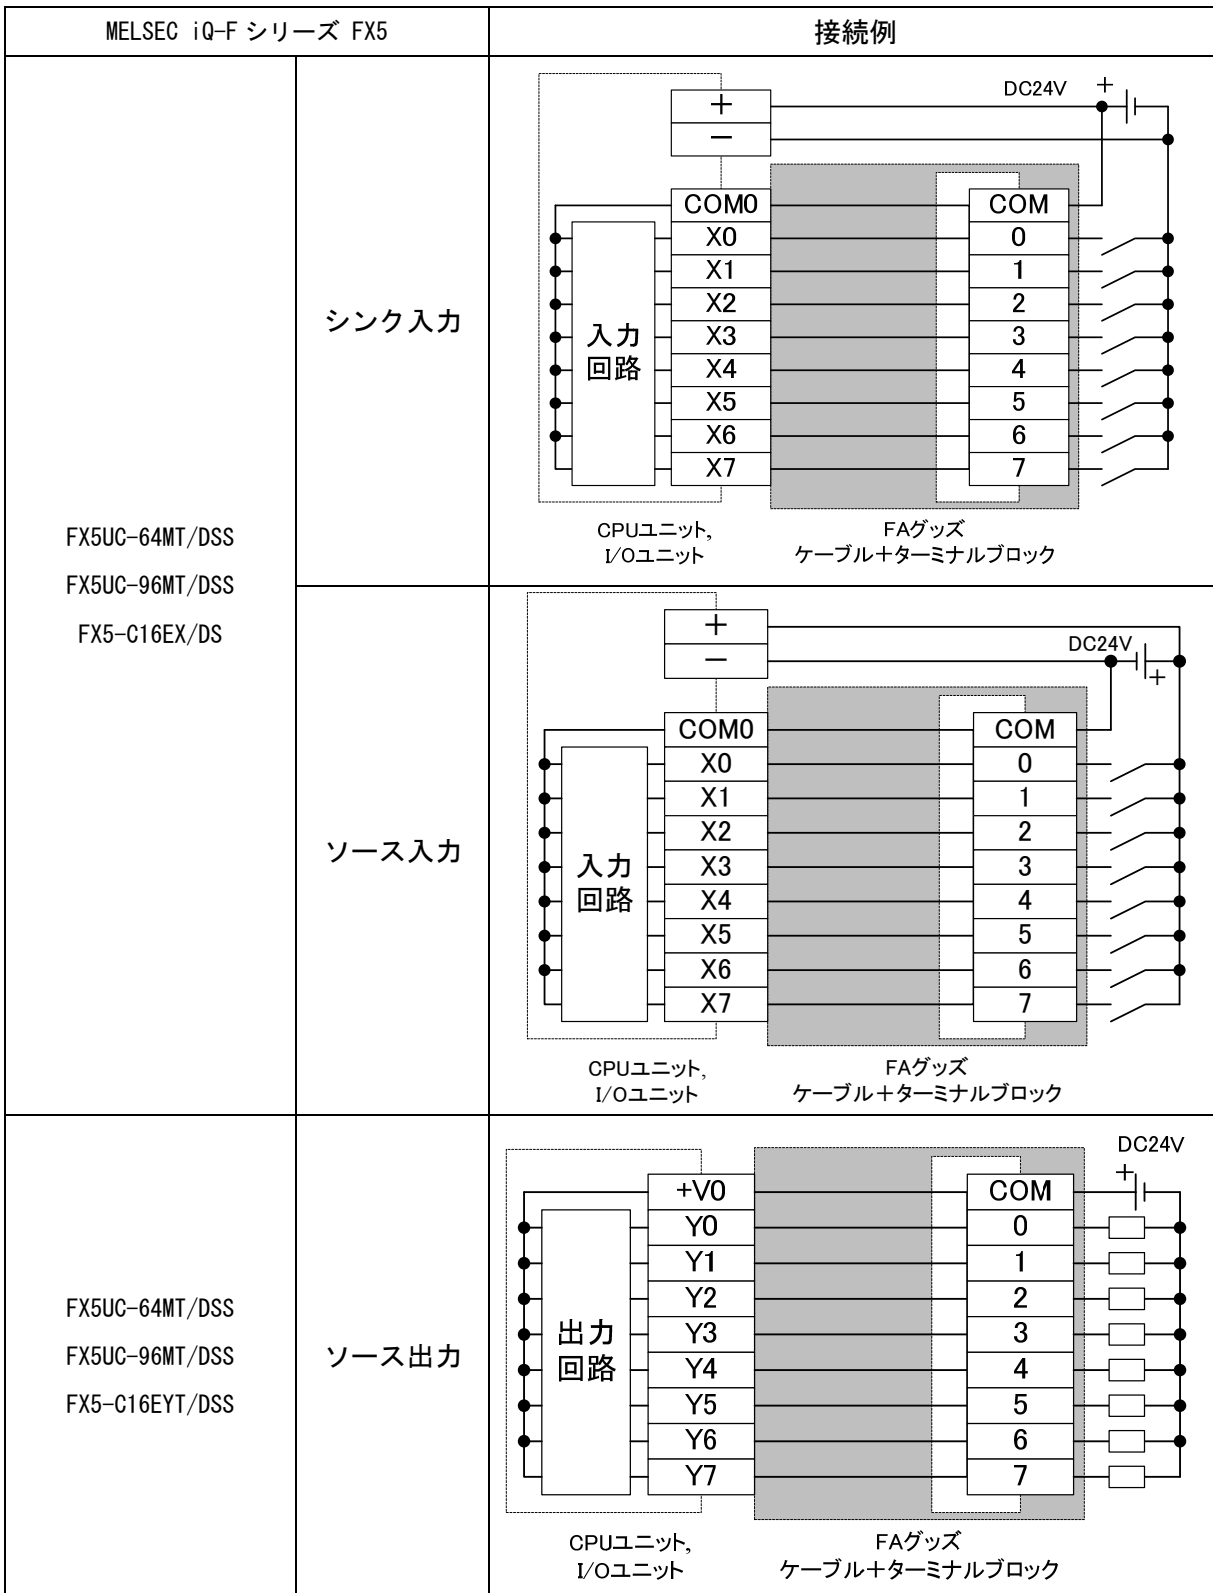 MELSEC iQ-F シリーズ FX5
接続例
FX5UC-64MT/DSS
FX5UC-96MT/DSS
FX5-C16EX/DS
シンク入力
DC24V
+
+
−
COM0
COM
X0
0
X1
1
X2
2
X3
3
X4
4
X5
5
X6
6
X7
7
入力
回路
CPUユニット,
I/Oユニット
FAグッズ
ケーブル＋ターミナルブロック
ソース入力
+
−
DC24V
+
COM0
COM
X0
0
X1
1
X2
2
X3
3
X4
4
X5
5
X6
6
X7
7
入力
回路
CPUユニット,
I/Oユニット
FAグッズ
ケーブル＋ターミナルブロック
FX5UC-64MT/DSS
FX5UC-96MT/DSS
FX5-C16EYT/DSS
ソース出力
DC24V
+
+V0
COM
Y0
0
Y1
1
Y2
2
Y3
3
Y4
4
Y5
5
Y6
6
Y7
7
出力
回路
CPUユニット,
I/Oユニット
FAグッズ
ケーブル＋ターミナルブロック